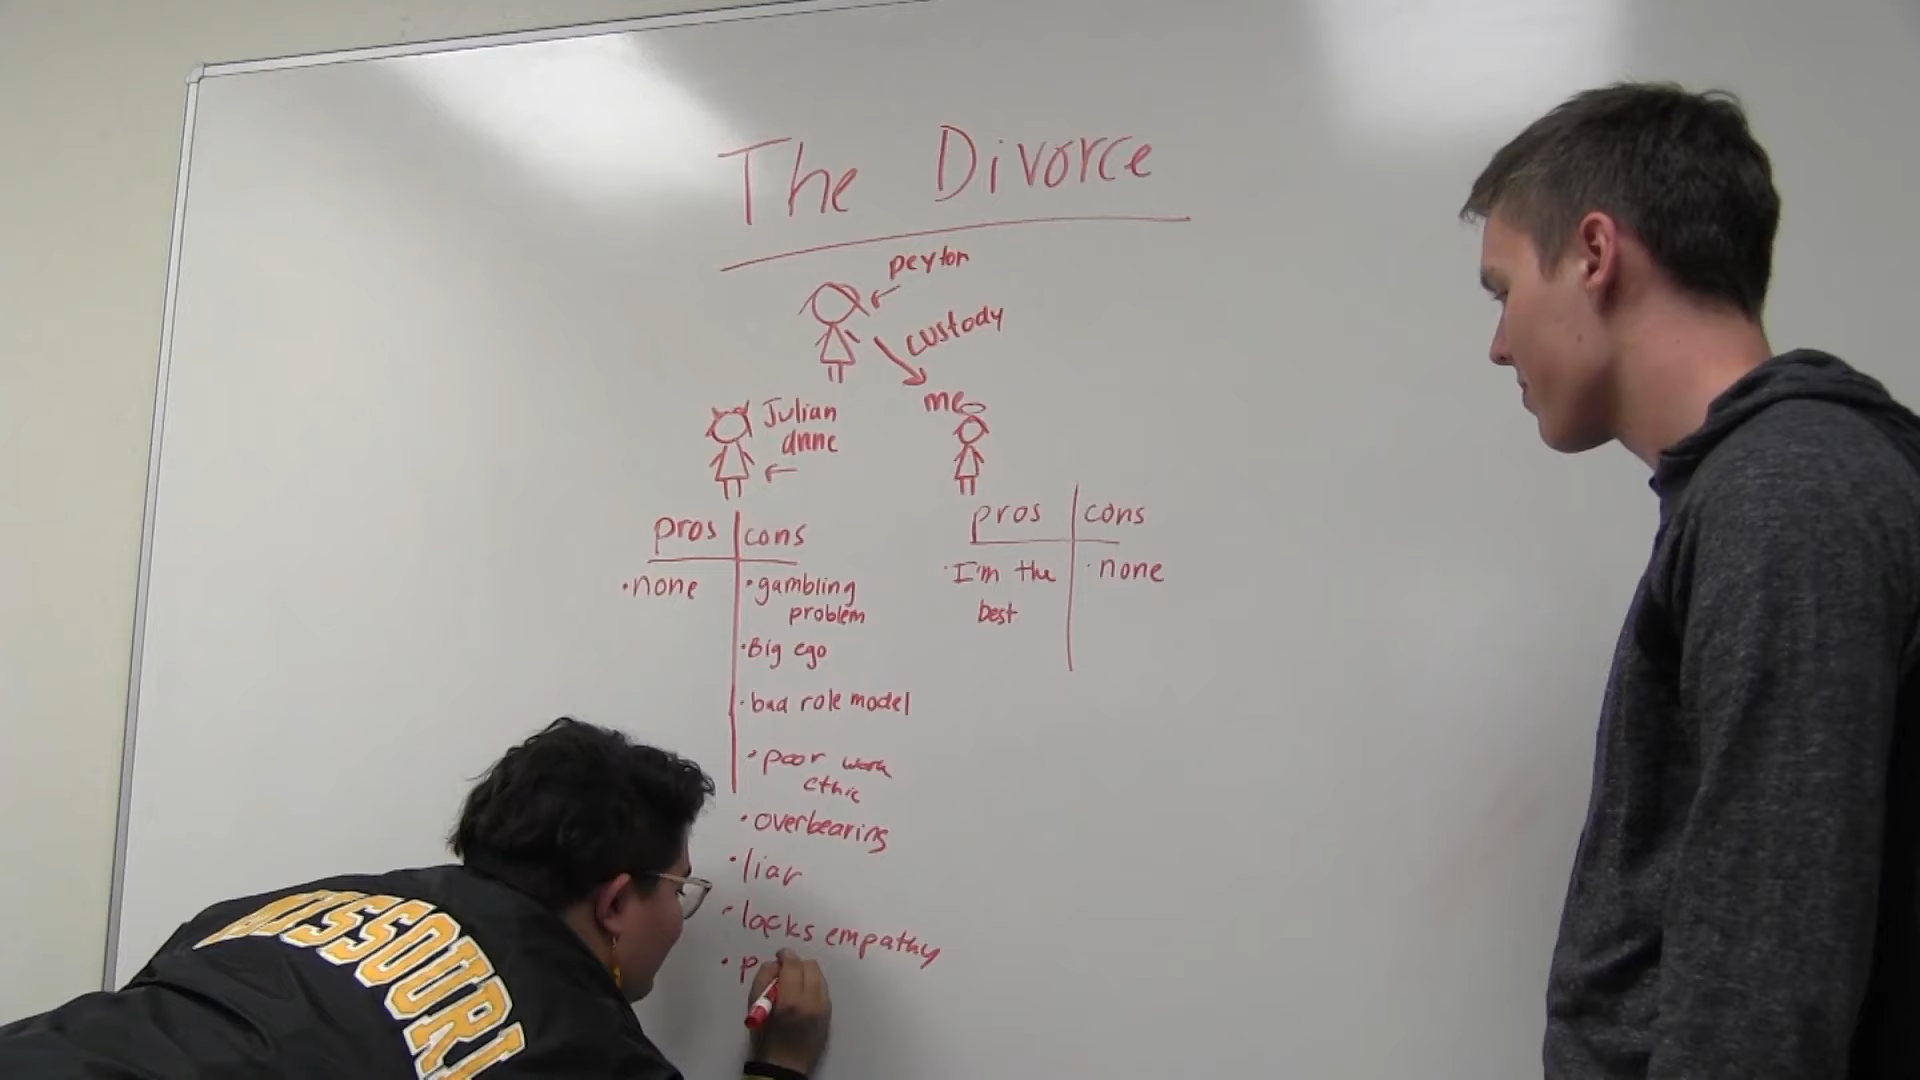 The Divorce
peyton
custody
Julian
anne
me
pros cons
•none
•gambling
problem
•Big ego
•bad role model
•poor work
ethic
•overbearing
•liar
-lacks empathy
•p
pros cons
•I'm the
best
•none
MISSOURI